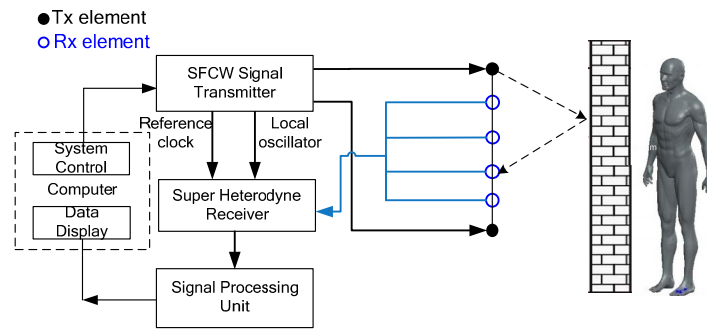 Tx element
Rx element
SFCW Signal
Transmitter
Reference
clock
Local
oscillator
System
Control
Computer
Data
Display
Super Heterodyne
Receiver
Signal Processing
Unit
m